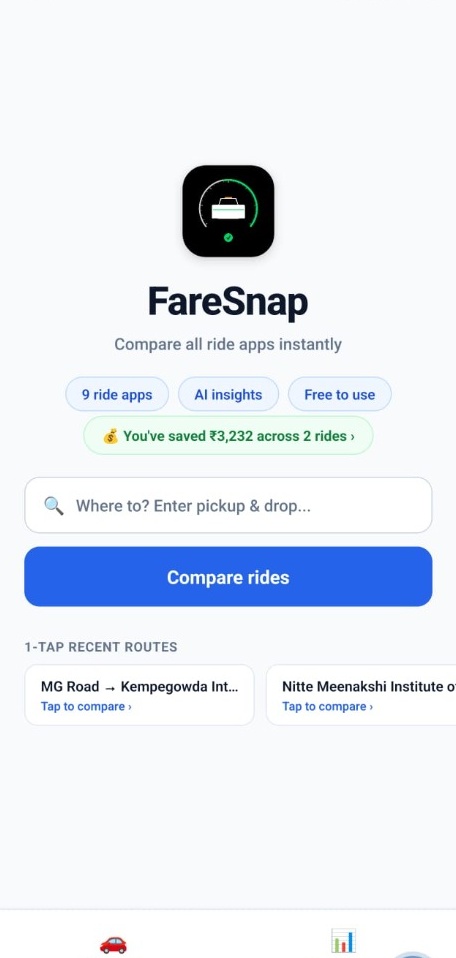 FareSnap
Compare all ride apps instantly
9 ride apps
AI insights
Free to use
💰 You've saved ₹3,232 across 2 rides ›
🔍 Where to? Enter pickup & drop...
Compare rides
1-TAP RECENT ROUTES
MG Road → Kempegowda Int...
Tap to compare ›
Nitte Meenakshi Institute
Tap to compare ›